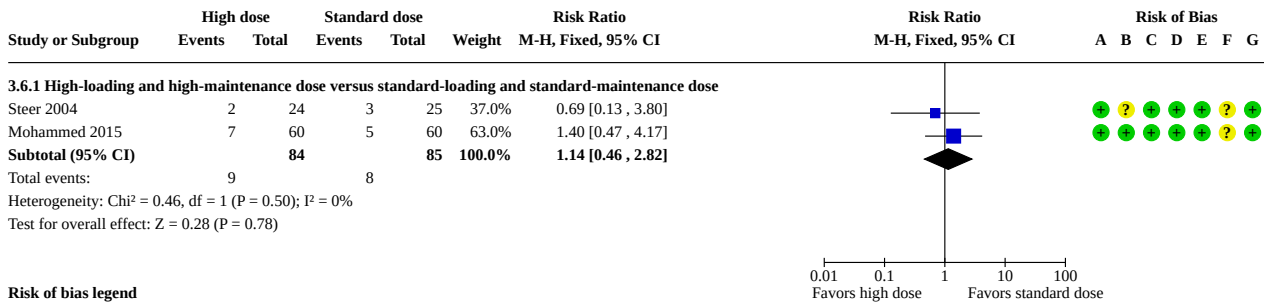 High dose Standard dose Risk Ratio Risk Ratio Risk of Bias
Study or Subgroup Events Total Events Total Weight M-H, Fixed, 95% CI M-H, Fixed, 95% CI A B C D E F G
3.6.1 High-loading and high-maintenance dose versus standard-loading and standard-maintenance dose
Steer 2004 2 24 3 25 37.0% 0.69 [0.13 , 3.80] + ? + + + ? +
Mohammed 2015 7 60 5 60 63.0% 1.40 [0.47 , 4.17] + + + + + ? +
Subtotal (95% CI) 84 85 100.0% 1.14 [0.46 , 2.82]
Total events: 9 8
Heterogeneity: Chi² = 0.46, df = 1 (P = 0.50); I² = 0%
Test for overall effect: Z = 0.28 (P = 0.78)
0.01 0.1 1 10 100
Risk of bias legend Favors high dose Favors standard dose